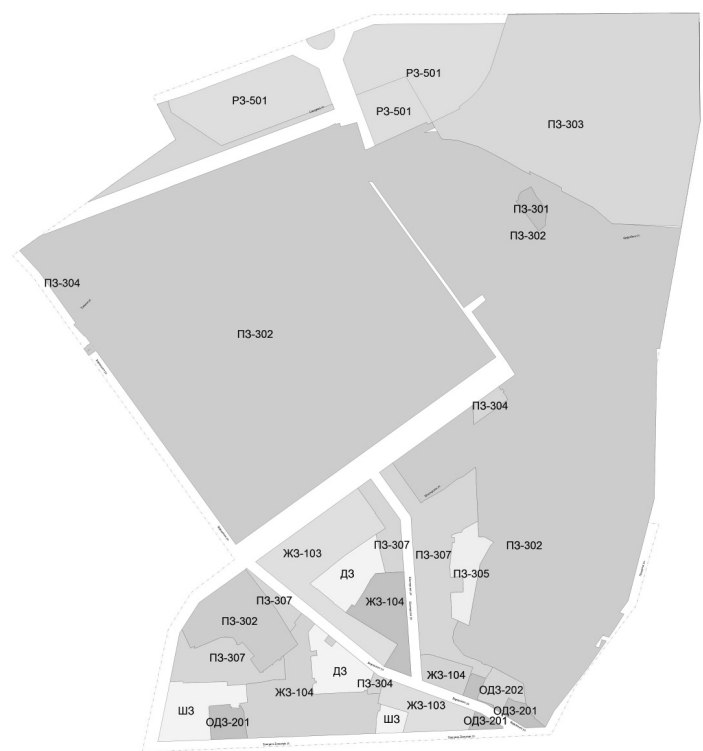 РЗ-501
РЗ-501
РЗ-501
ПЗ-303
ПЗ-301
ПЗ-302
ПЗ-304
ПЗ-302
ПЗ-304
ПЗ-302
ЖЗ-103
ПЗ-307
ПЗ-307
ДЗ
ПЗ-305
ПЗ-307
ЖЗ-104
ПЗ-302
ПЗ-307
ДЗ
ЖЗ-104
ПЗ-304
ЖЗ-104
ОДЗ-202
ЖЗ-103
ОДЗ-201
ШЗ
ОДЗ-201
ШЗ
ОДЗ-201